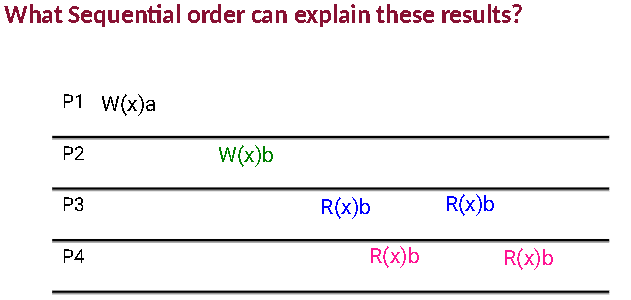 What Sequential order can explain these results?
P1 W(x)a
P2 W(x)b
P3 R(x)b R(x)b
P4 R(x)b R(x)b